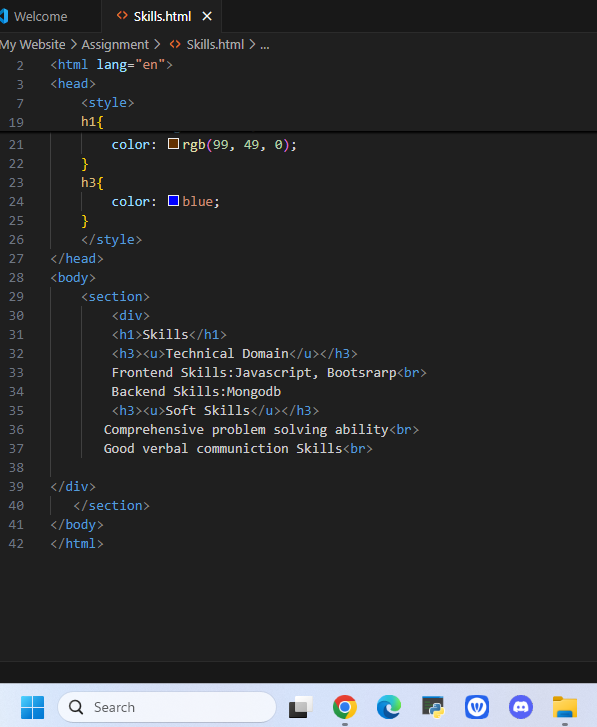 Welcome
<> Skills.html ×
My Website > Assignment > <> Skills.html > ...
2 <html lang="en">
3 <head>
7 <style>
19 h1{
21 color: rgb(99, 49, 0);
22 }
23 h3{
24 color: blue;
25 }
26 </style>
27 </head>
28 <body>
29 <section>
30 <div>
31 <h1>Skills</h1>
32 <h3><u>Technical Domain</u></h3>
33 Frontend Skills:Javascript, Bootsrarp<br>
34 Backend Skills:Mongodb
35 <h3><u>Soft Skills</u></h3>
36 Comprehensive problem solving ability<br>
37 Good verbal communiction Skills<br>
38
39 </div>
40 </section>
41 </body>
42 </html>
Search